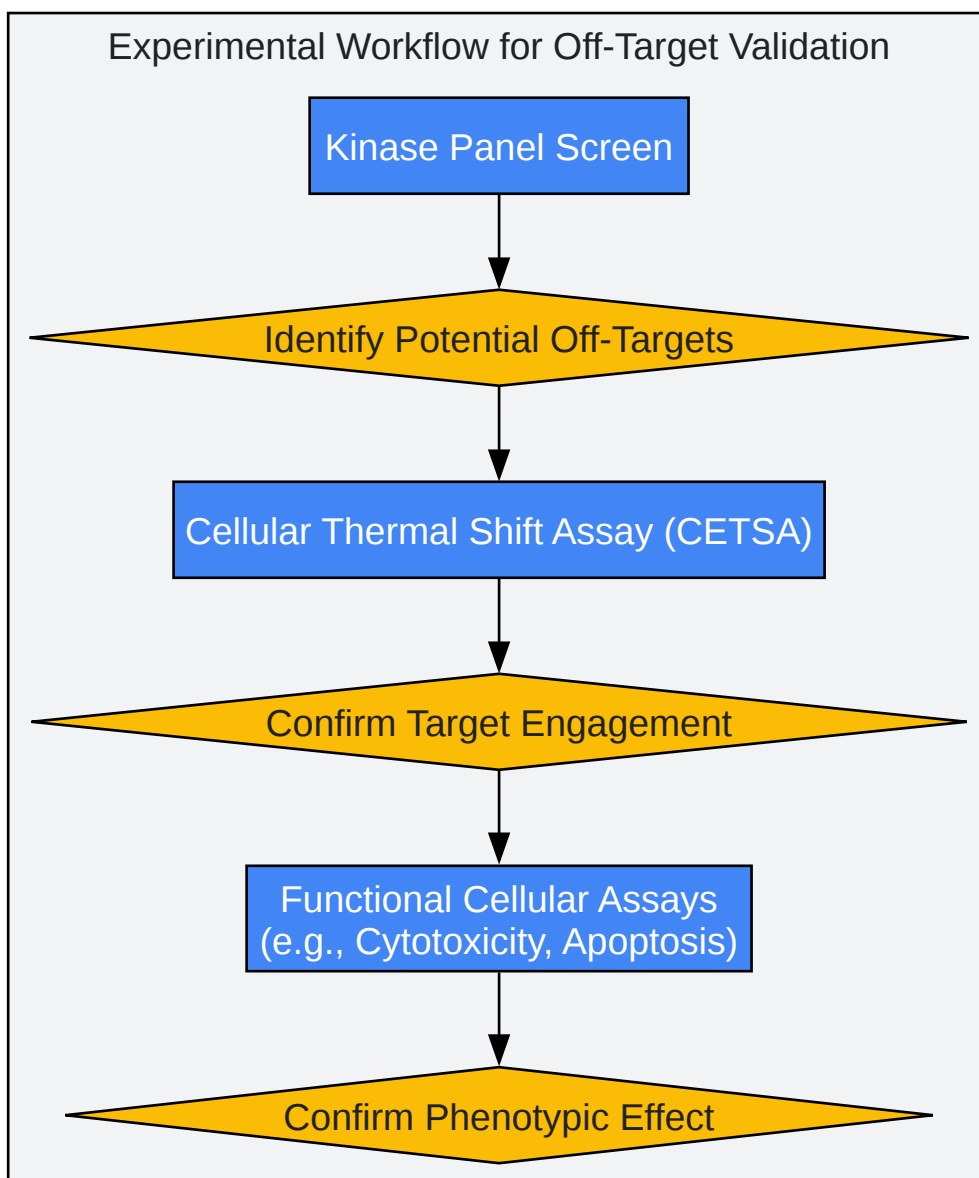 Experimental Workflow for Off-Target Validation
Kinase Panel Screen
Identify Potential Off-Targets
Cellular Thermal Shift Assay (CETSA)
Confirm Target Engagement
Functional Cellular Assays
(e.g., Cytotoxicity, Apoptosis)
Confirm Phenotypic Effect